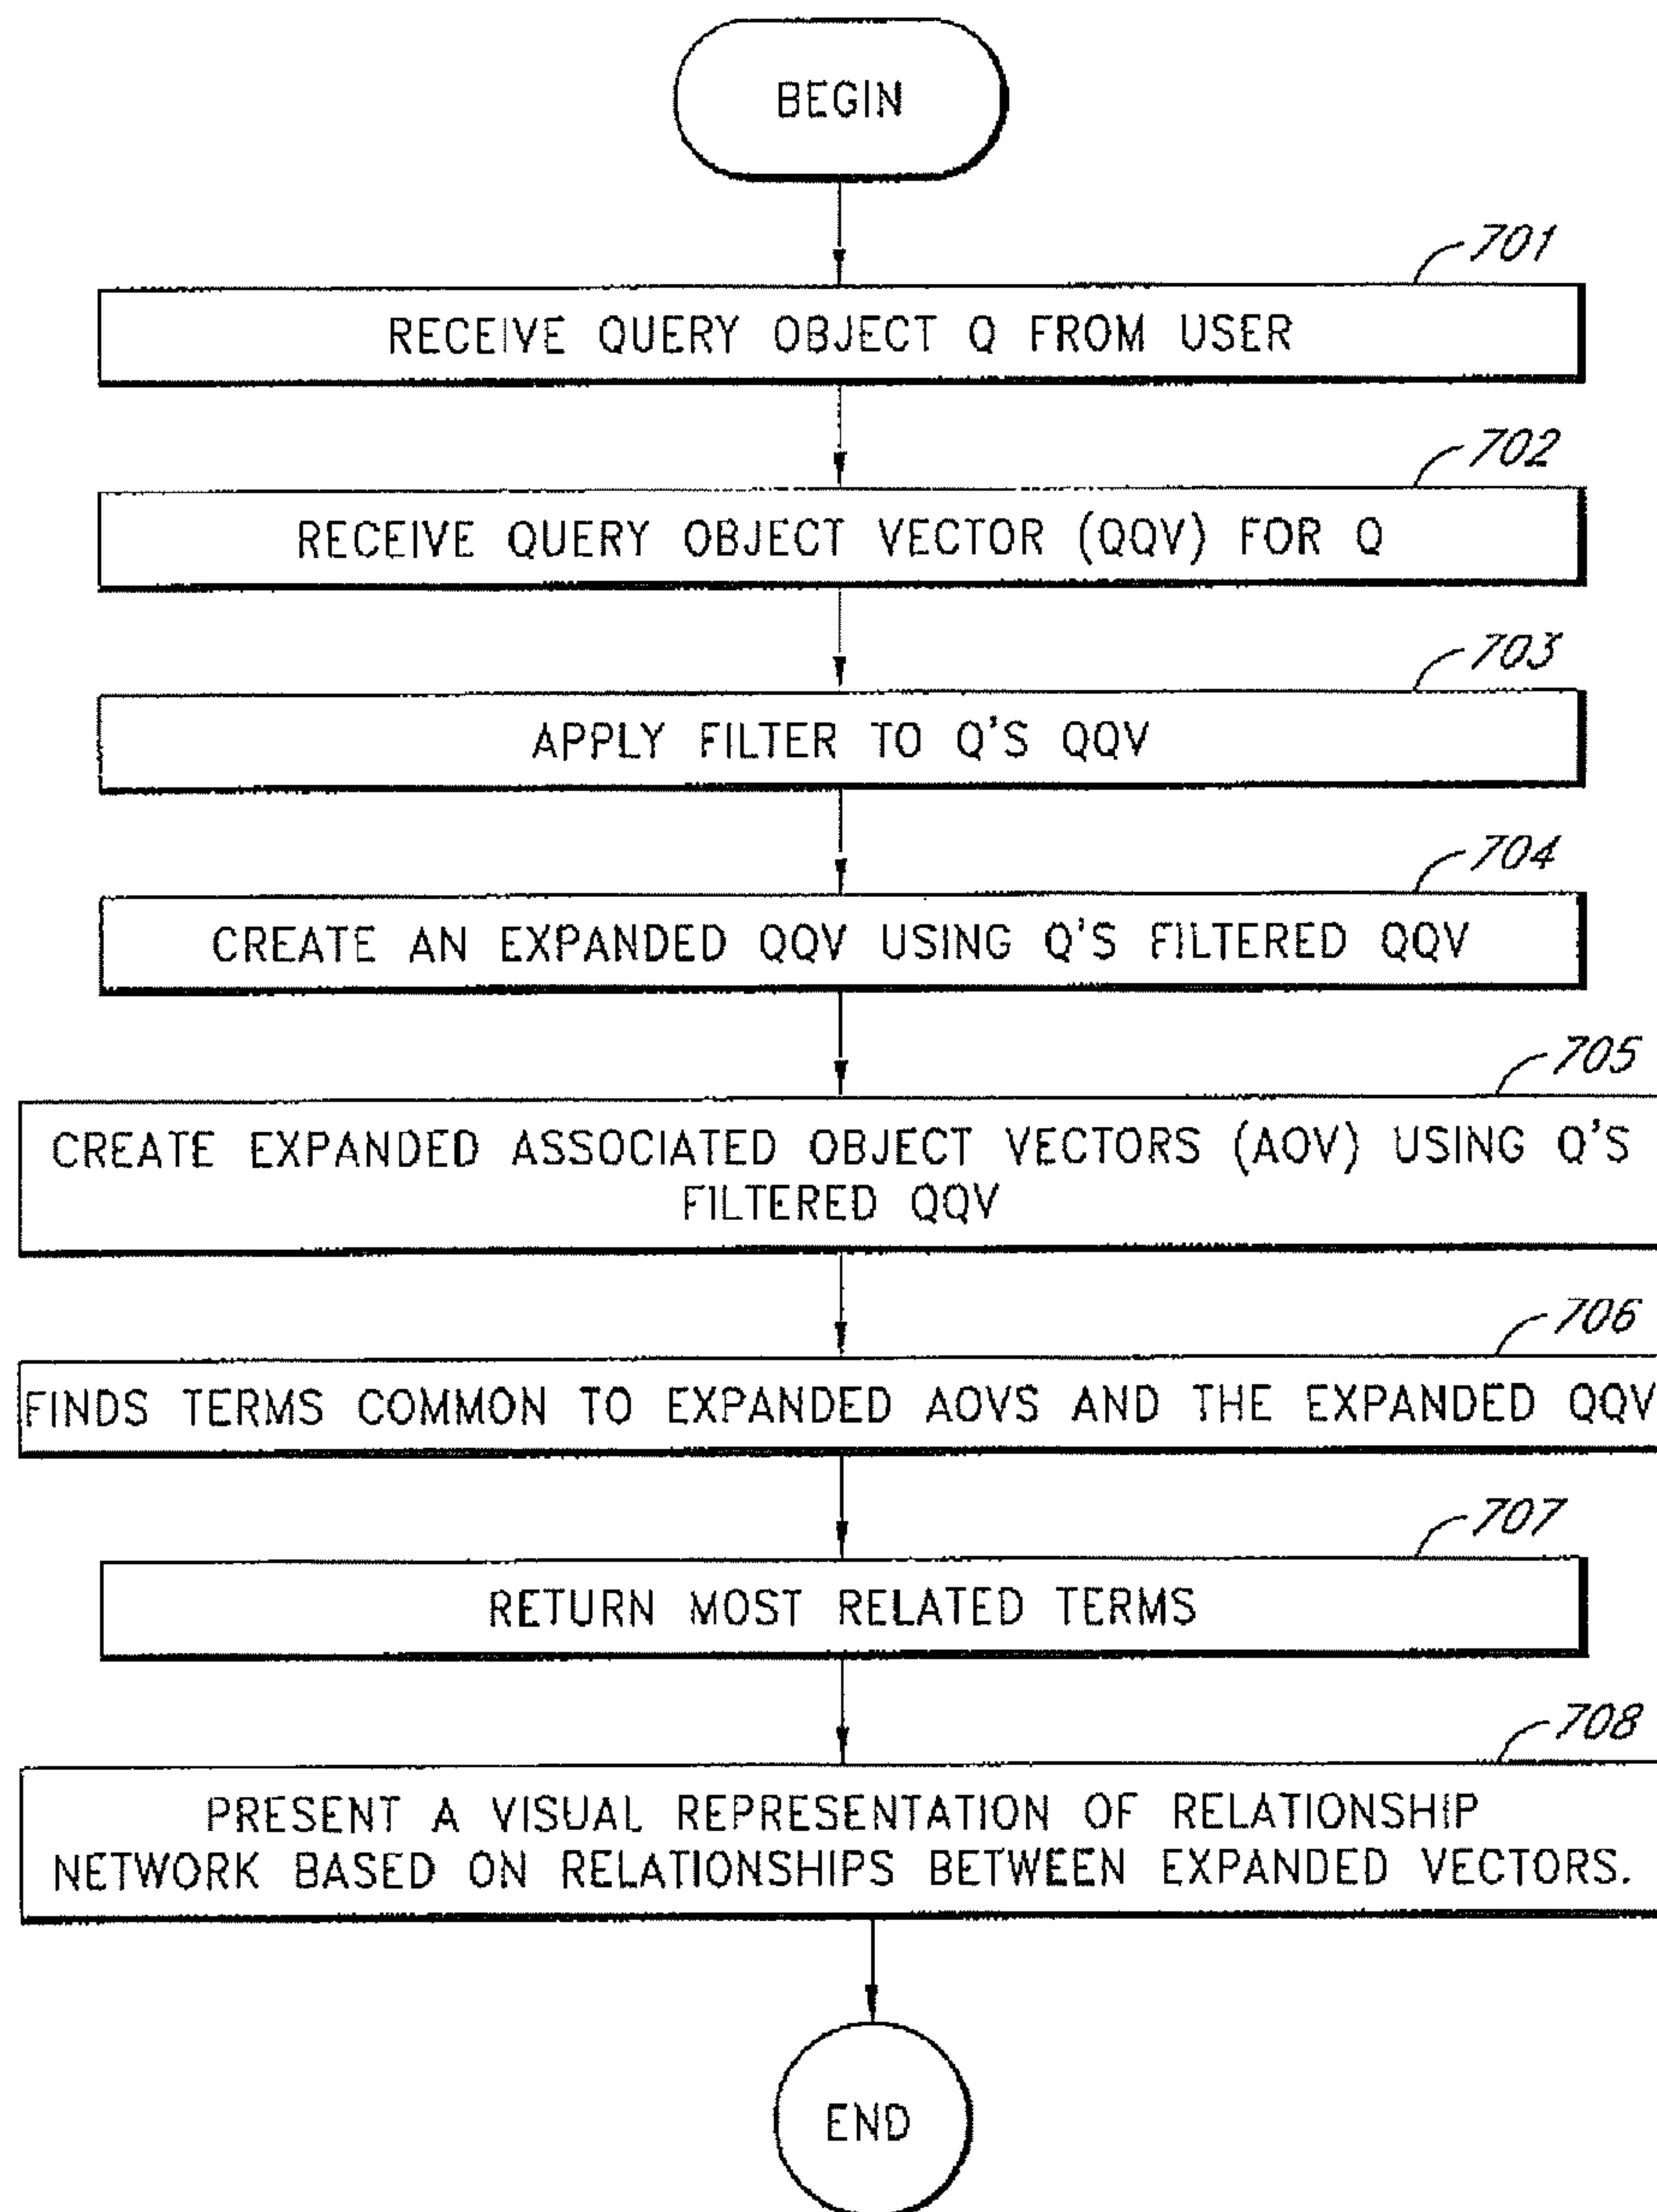 BEGIN
701
RECEIVE QUERY OBJECT Q FROM USER
702
RECEIVE QUERY OBJECT VECTOR (QQV) FOR Q
703
APPLY FILTER TO Q'S QQV
704
CREATE AN EXPANDED QQV USING Q'S FILTERED QQV
705
CREATE EXPANDED ASSOCIATED OBJECT VECTORS (AOV) USING Q'S
FILTERED QQV
706
FINDS TERMS COMMON TO EXPANDED AOVS AND THE EXPANDED QQV
707
RETURN MOST RELATED TERMS
708
PRESENT A VISUAL REPRESENTATION OF RELATIONSHIP
NETWORK BASED ON RELATIONSHIPS BETWEEN EXPANDED VECTORS.
END